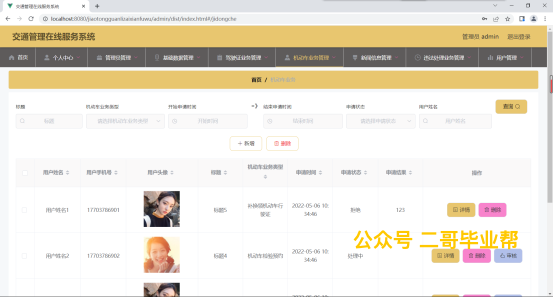 交通管理在线服务系统
localhost:8080/jiaotongguanlizaixianfuwu/admin/dist/index.html#/jidongche
交通管理在线服务系统
管理员 admin 退出登录
首页 个人中心 管理员管理 基础数据管理 驾驶证业务管理 机动车业务管理 新闻信息管理 违法处理业务管理 用户管理
首页 / 机动车业务
标题 机动车业务类型 开始申请时间 结束申请时间 申请状态 用户姓名
标题 请选择机动车业务类型 开始时间 结束时间 请选择申请状态 用户姓名 查询
+ 新增 删除
用户姓名 用户手机号 用户头像 标题 机动车业务类型 申请时间 申请状态 申请结果 操作
用户姓名1 17703786901 标题5 补换领机动车行驶证 2022-05-06 10:34:46 拒绝 123 详情 删除
用户姓名2 17703786902 标题4 机动车检验预约 2022-05-06 10:34:46 处理中 详情 删除 审核
公众号 二哥毕业帮
2022-05-06 10: